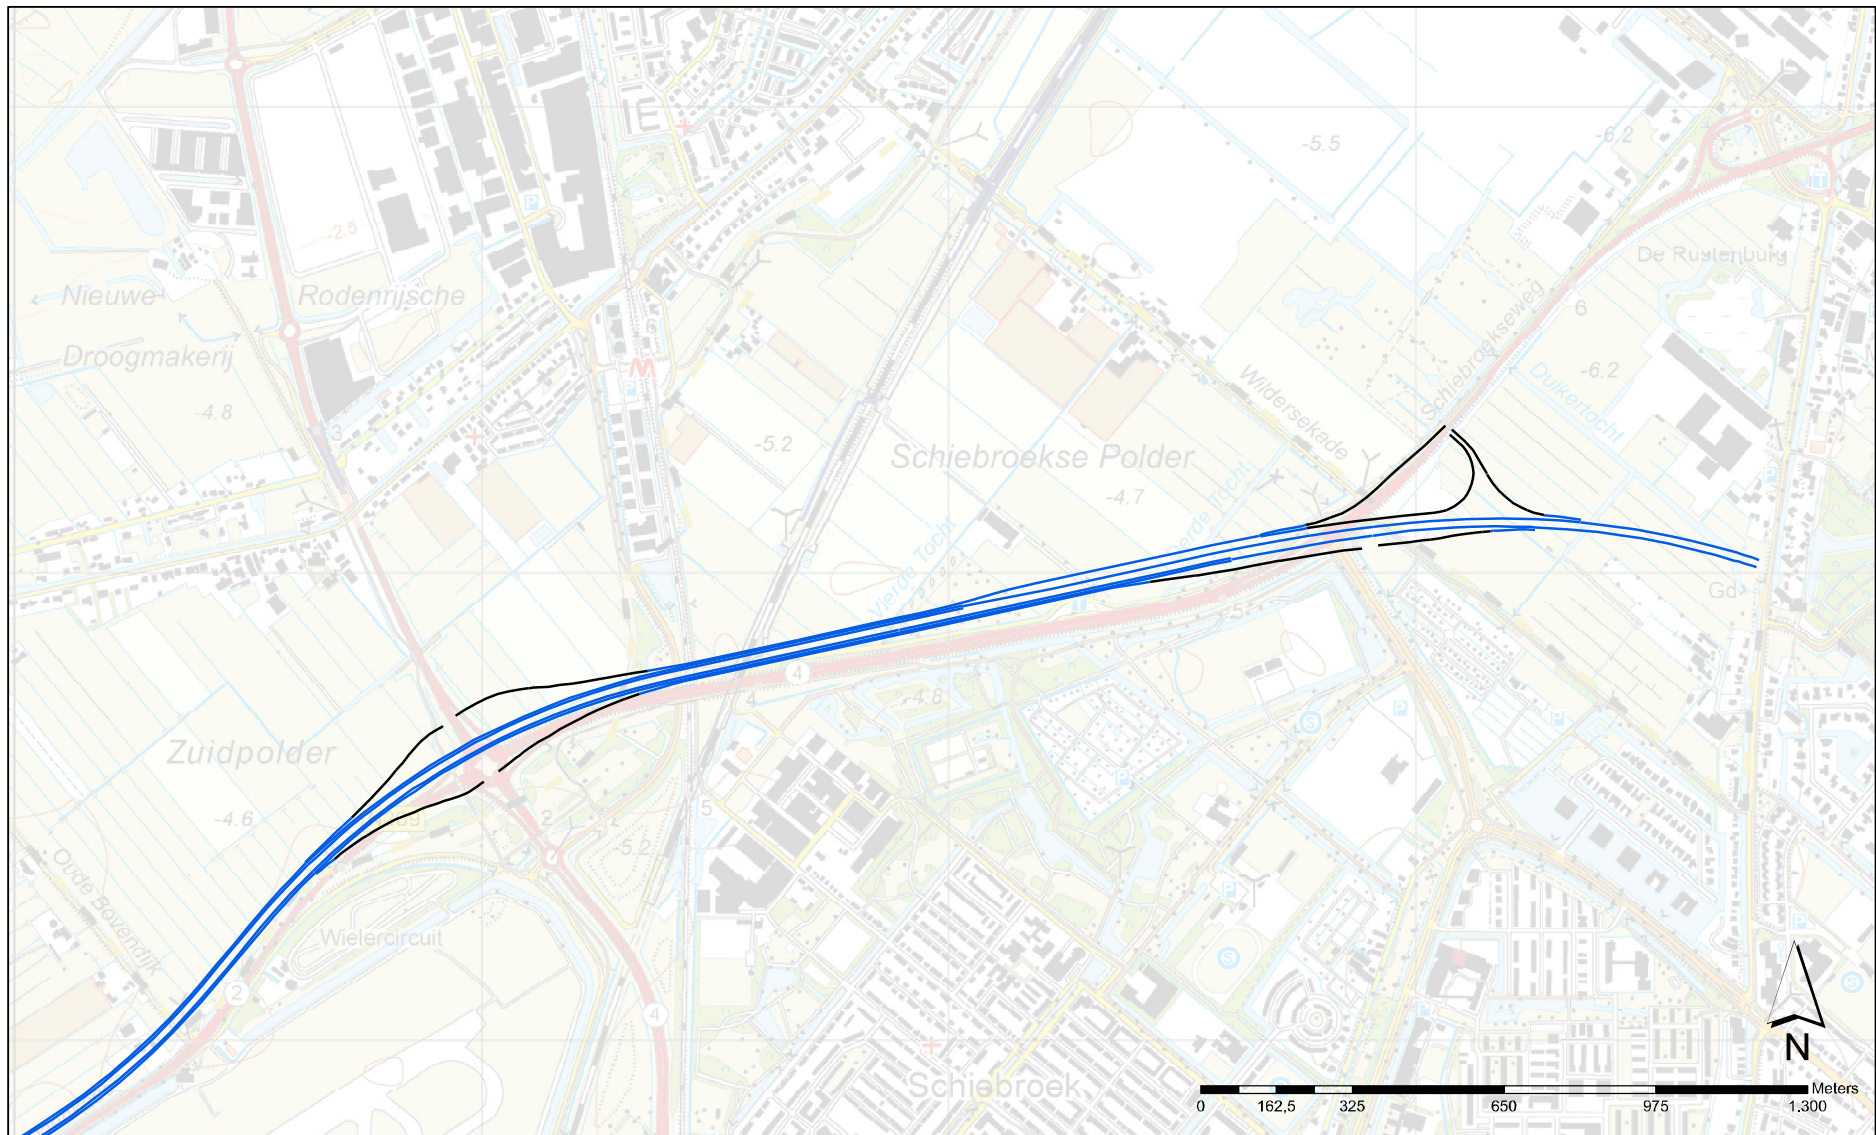 -5.5
-6.2
P
-2.5
De Rustenburg
Nieuwe
Rodenrijsche
6
Schiebroekseweg
Droogmakerij
M
P
Wildersekade
Duikertocht
-6.2
-4.8
3
-5.2
Schiebroekse Polder
-4.7
P
Vierde Tocht
Gd
5
4
4
-4.8
P
S
P
Zuidpolder
P
-4.6
2
-5.2
5
Oude Bovendijk
P
P
Wielercircuit
S
S
2
4
N
Schiebroek
Meters
0
162,5
325
650
975
1.300